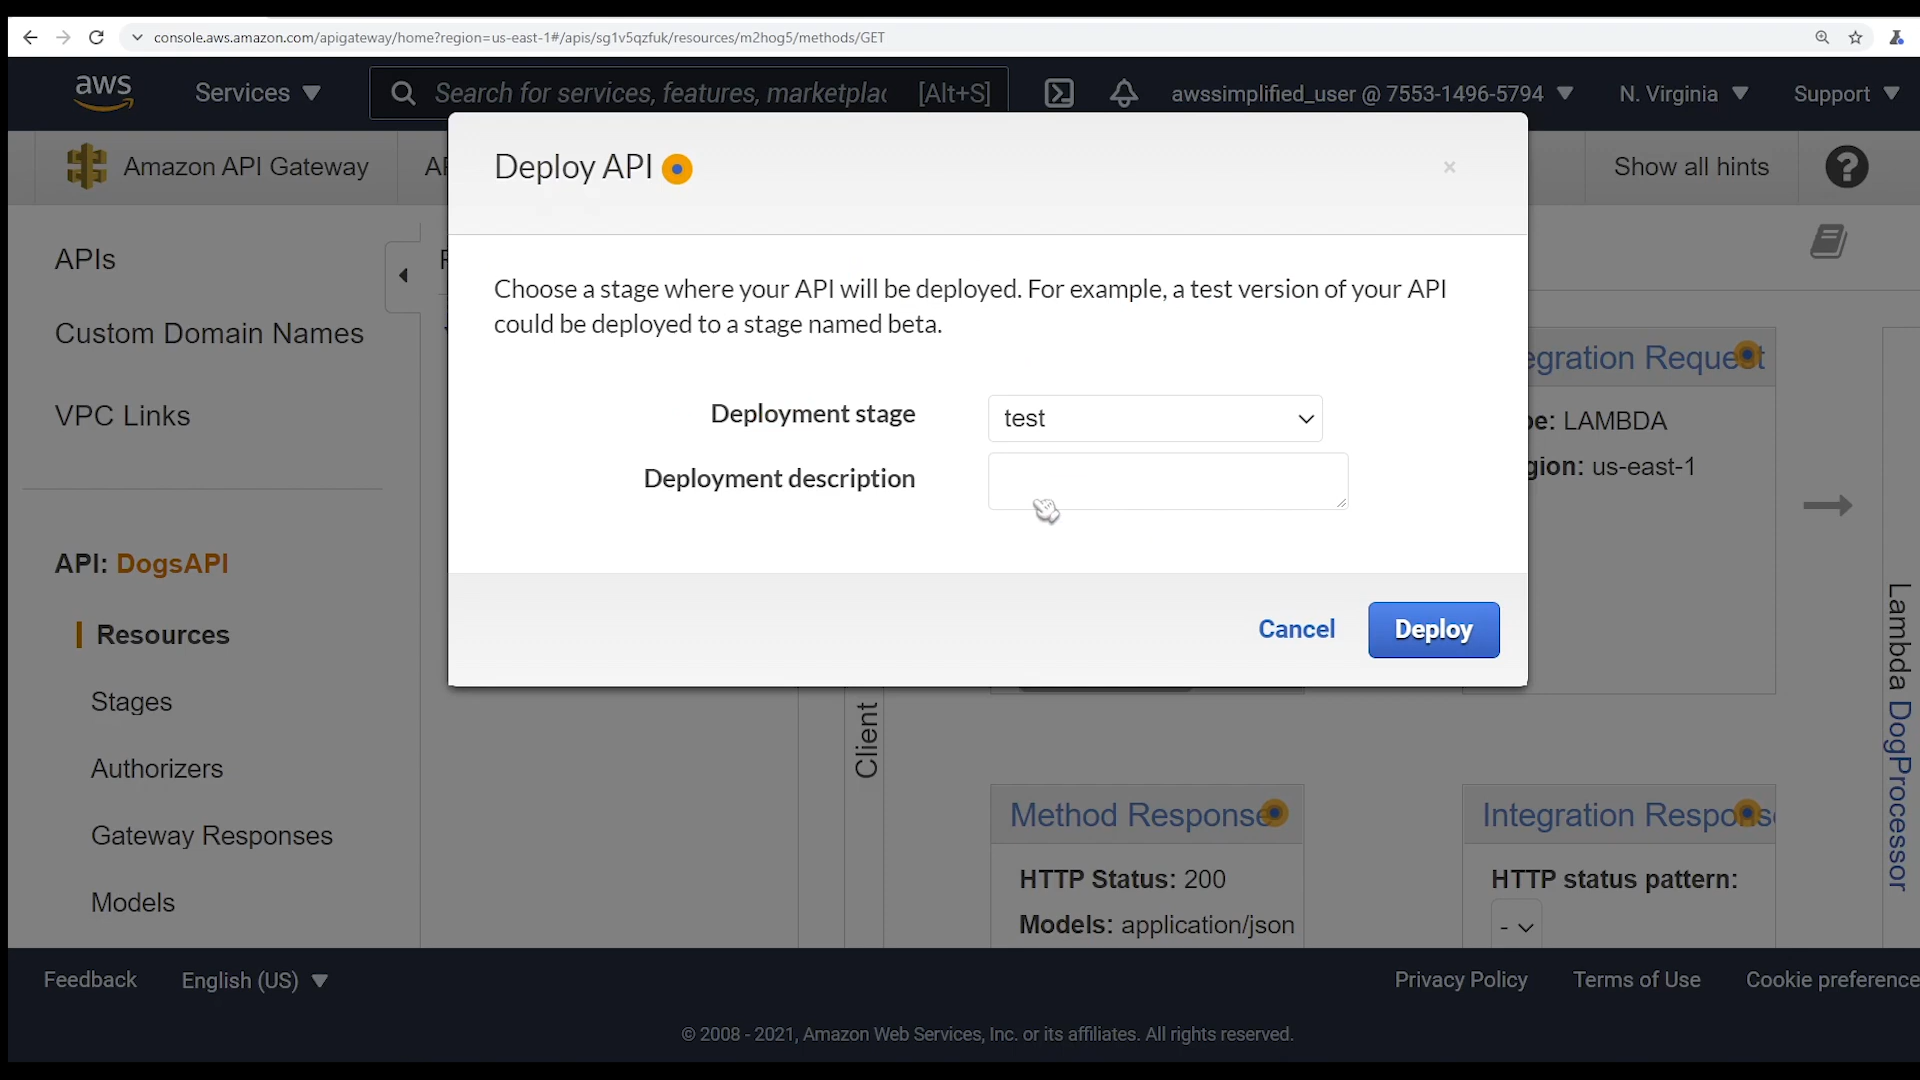 console.aws.amazon.com/apigateway/home?region=us-east-1#/apis/sg1v5qzfuk/resources/m2hog5/methods/GET
aws
Services
Search for services, features, marketplac
[Alt+S]
awssimplified_user @ 7553-1496-5794
N. Virginia
Support
Amazon API Gateway
Show all hints
?
Deploy API
×
Choose a stage where your API will be deployed. For example, a test version of your API
could be deployed to a stage named beta.
Deployment stage
test
Deployment description
Cancel
Deploy
APIs
Custom Domain Names
VPC Links
API: DogsAPI
Resources
Stages
Authorizers
Gateway Responses
Models
Client
egration Request
LAMBDA
us-east-1
Method Response
HTTP Status: 200
Models: application/json
Integration Response
HTTP status pattern:
-
Lambda DogProcessor
Feedback
English (US)
Privacy Policy
Terms of Use
Cookie preference
© 2008 - 2021, Amazon Web Services, Inc. or its affiliates. All rights reserved.